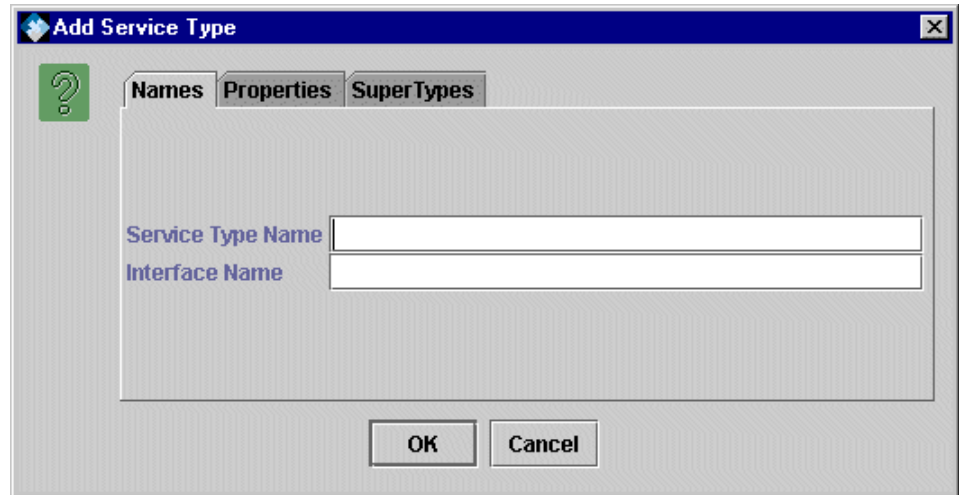 Add Service Type
Names Properties SuperTypes
Service Type Name
Interface Name
OK Cancel